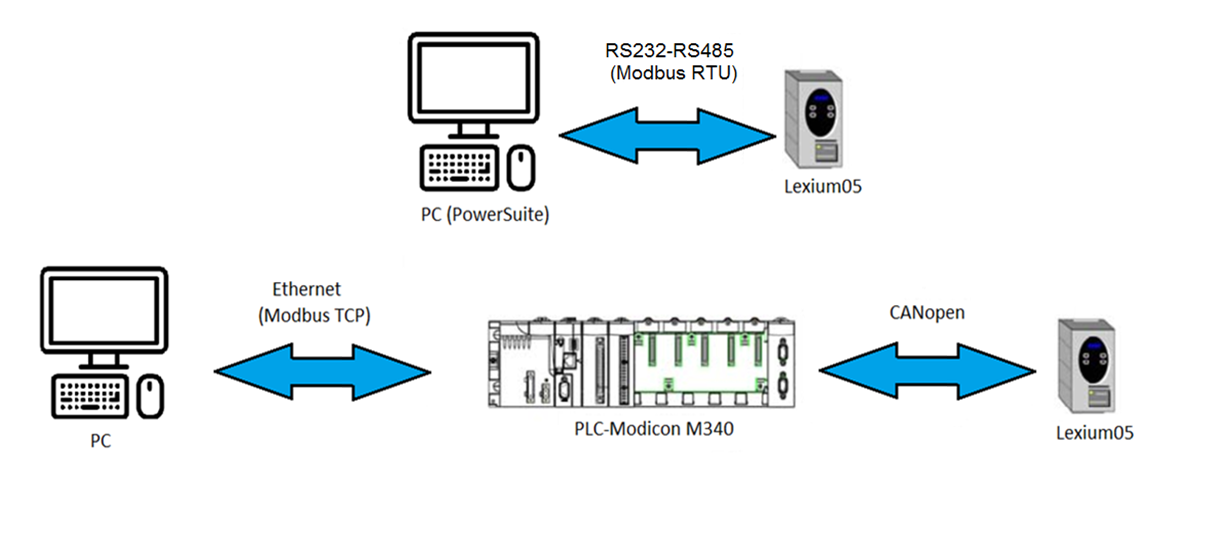 RS232-RS485
(Modbus RTU)
Lexium05
PC (PowerSuite)
Ethernet
(Modbus TCP)
CANopen
PLC-Modicon M340
PC
Lexium05